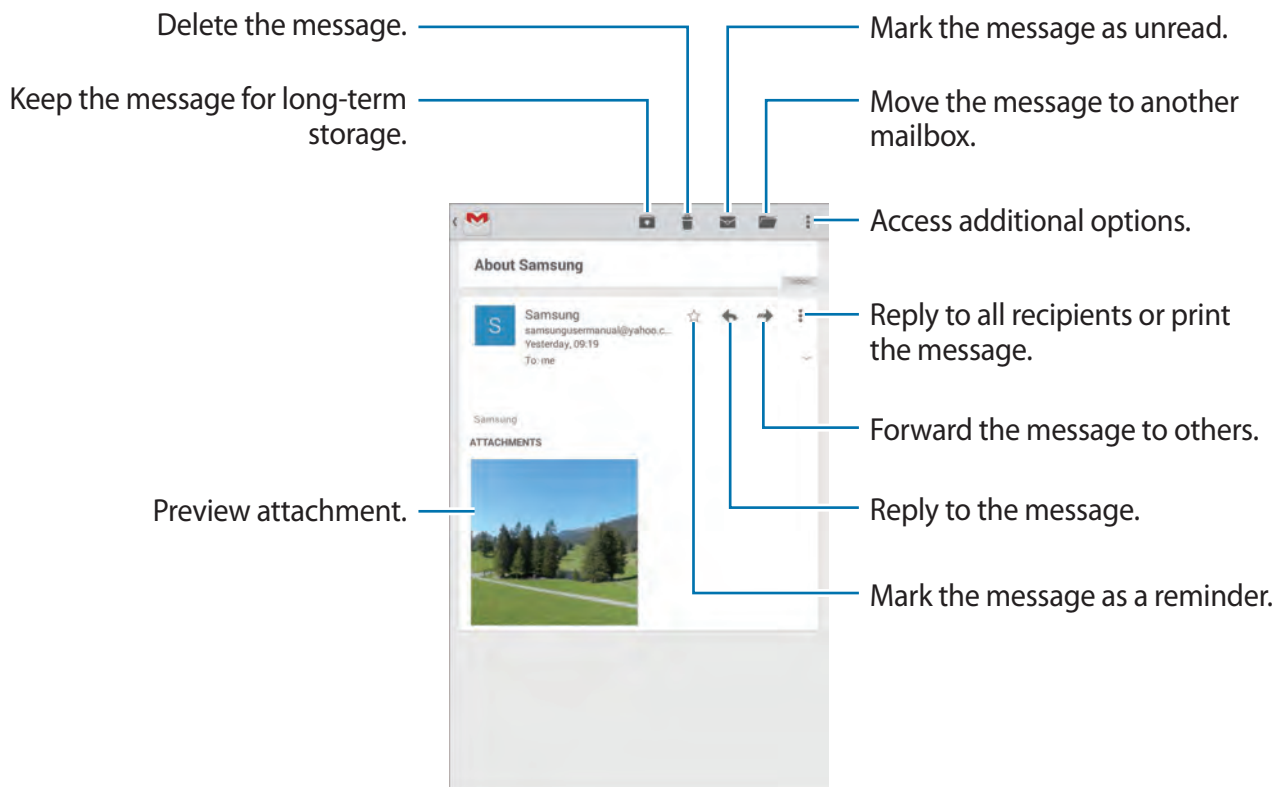 Delete the message.
Mark the message as unread.
Keep the message for long-term
storage.
Move the message to another
mailbox.
Access additional options.
About Samsung
S
Samsung
samsungusermanual@yahoo.c...
Yesterday, 09:19
To: me
Reply to all recipients or print
the message.
Samsung
ATTACHMENTS
Forward the message to others.
Preview attachment.
Reply to the message.
Mark the message as a reminder.